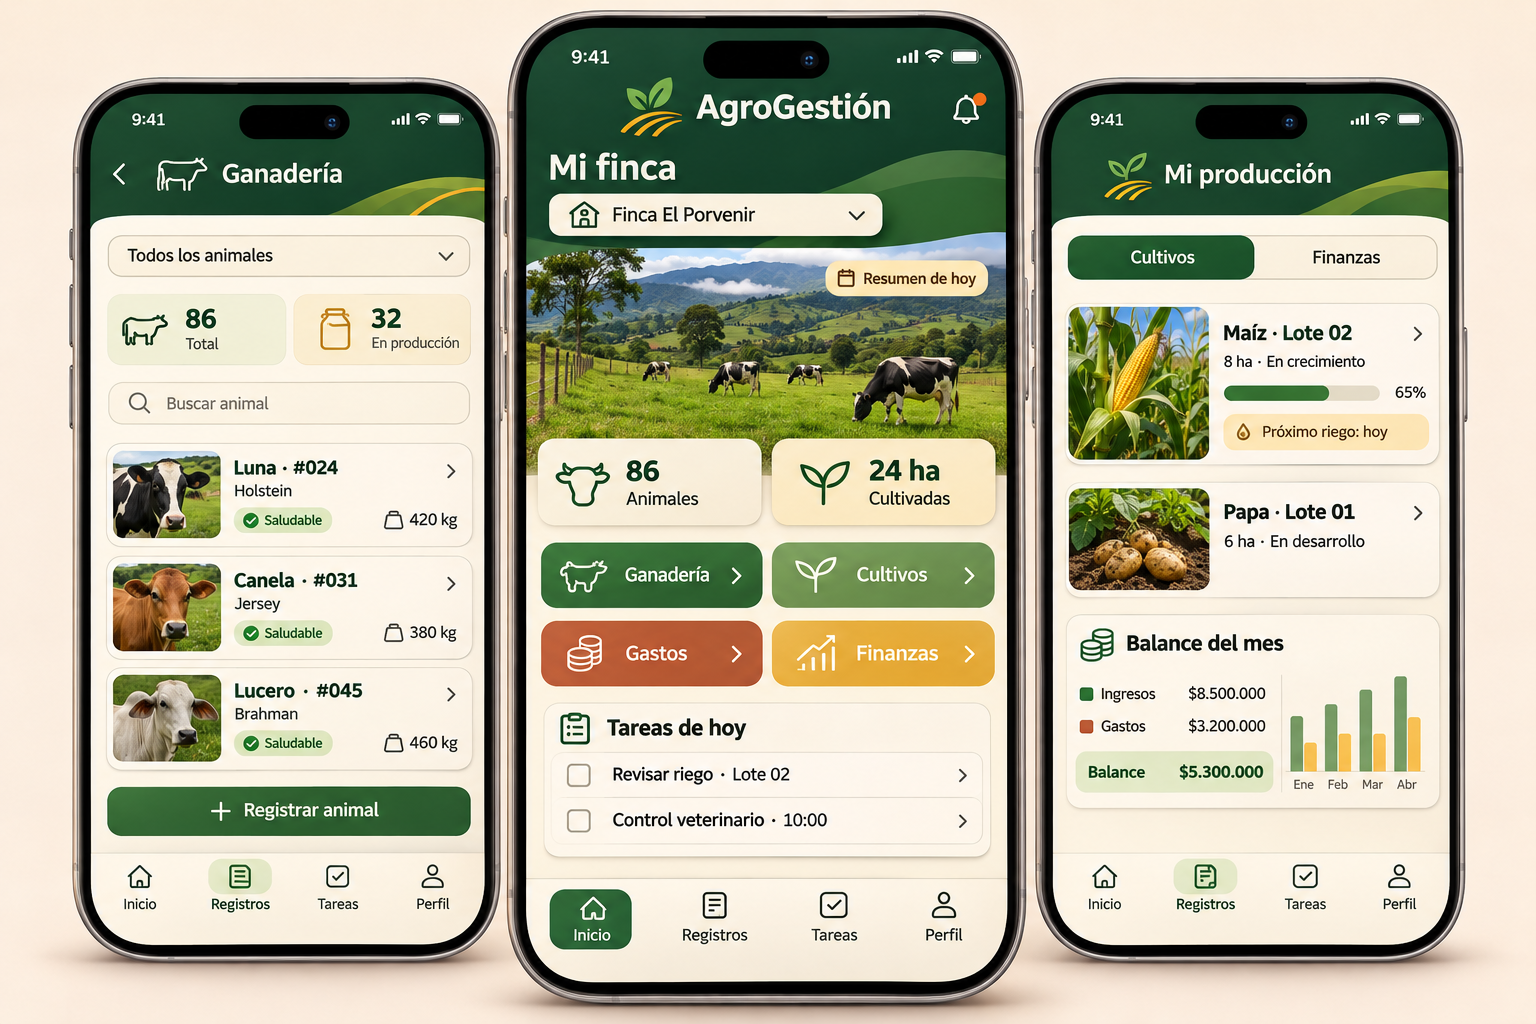 9:41
Ganadería
Todos los animales
86
Total
32
En producción
Buscar animal
Luna · #024
Holstein
Saludable
420 kg
Canela · #031
Jersey
Saludable
380 kg
Lucero · #045
Brahman
Saludable
460 kg
+ Registrar animal
Inicio
Registros
Tareas
Perfil
9:41
AgroGestión
Mi finca
Finca El Porvenir
Resumen de hoy
86
Animales
24 ha
Cultivadas
Ganadería
Cultivos
Gastos
Finanzas
Tareas de hoy
Revisar riego · Lote 02
Control veterinario · 10:00
Inicio
Registros
Tareas
Perfil
9:41
Mi producción
Cultivos
Finanzas
Maíz · Lote 02
8 ha · En crecimiento
65%
Próximo riego: hoy
Papa · Lote 01
6 ha · En desarrollo
Balance del mes
Ingresos $8.500.000
Gastos $3.200.000
Balance $5.300.000
Ene Feb Mar Abr
Inicio
Registros
Tareas
Perfil